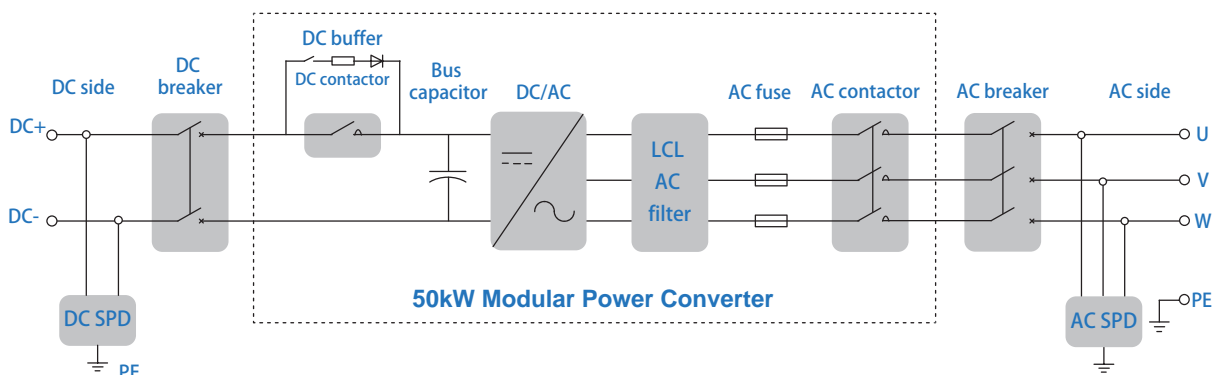 DC buffer
DC side
DC
breaker
DC contactor
Bus
capacitor
DC/AC
AC fuse
AC contactor
AC breaker
AC side
DC+
U
LCL
AC
filter
V
DC-
W
50kW Modular Power Converter
DC SPD
PE
AC SPD
PE